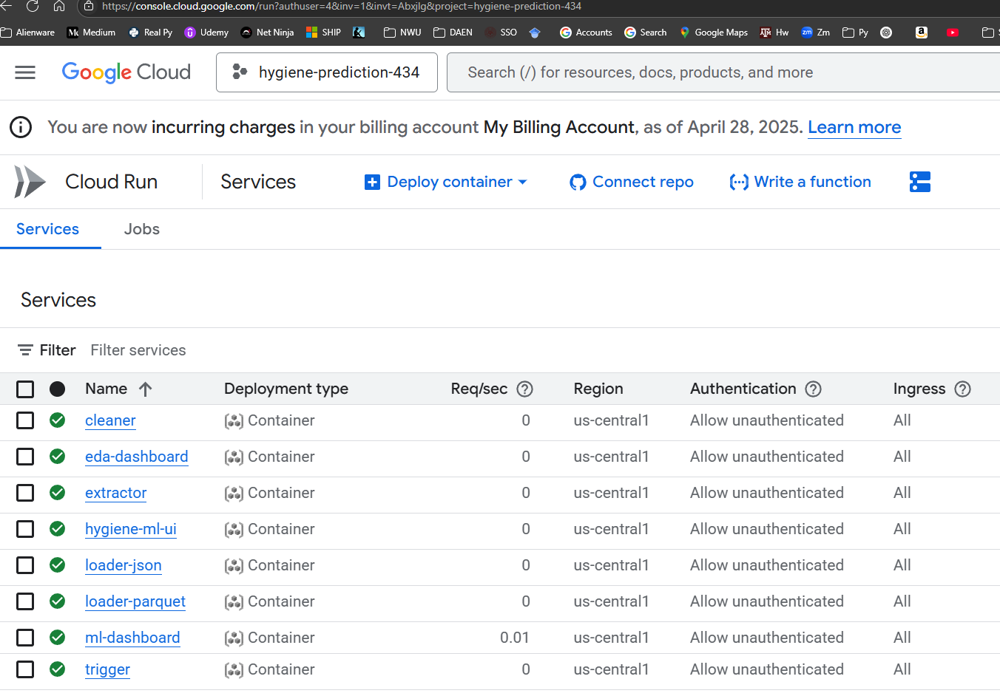 https://console.cloud.google.com/run?authuser=4&inv=1&invt=Abxjlg&project=hygiene-prediction-434
Alienware Medium Real Py Udemy Net Ninja SHIP NWU DAEN SSO Accounts Search Google Maps Hw Zm Py
Google Cloud hygiene-prediction-434 Search (/) for resources, docs, products, and more
You are now incurring charges in your billing account My Billing Account, as of April 28, 2025. Learn more
Cloud Run Services Deploy container Connect repo Write a function
Services Jobs
Services
Filter Filter services
Name Deployment type Req/sec Region Authentication Ingress
cleaner Container 0 us-central1 Allow unauthenticated All
eda-dashboard Container 0 us-central1 Allow unauthenticated All
extractor Container 0 us-central1 Allow unauthenticated All
hygiene-ml-ui Container 0 us-central1 Allow unauthenticated All
loader-json Container 0 us-central1 Allow unauthenticated All
loader-parquet Container 0 us-central1 Allow unauthenticated All
ml-dashboard Container 0.01 us-central1 Allow unauthenticated All
trigger Container 0 us-central1 Allow unauthenticated All